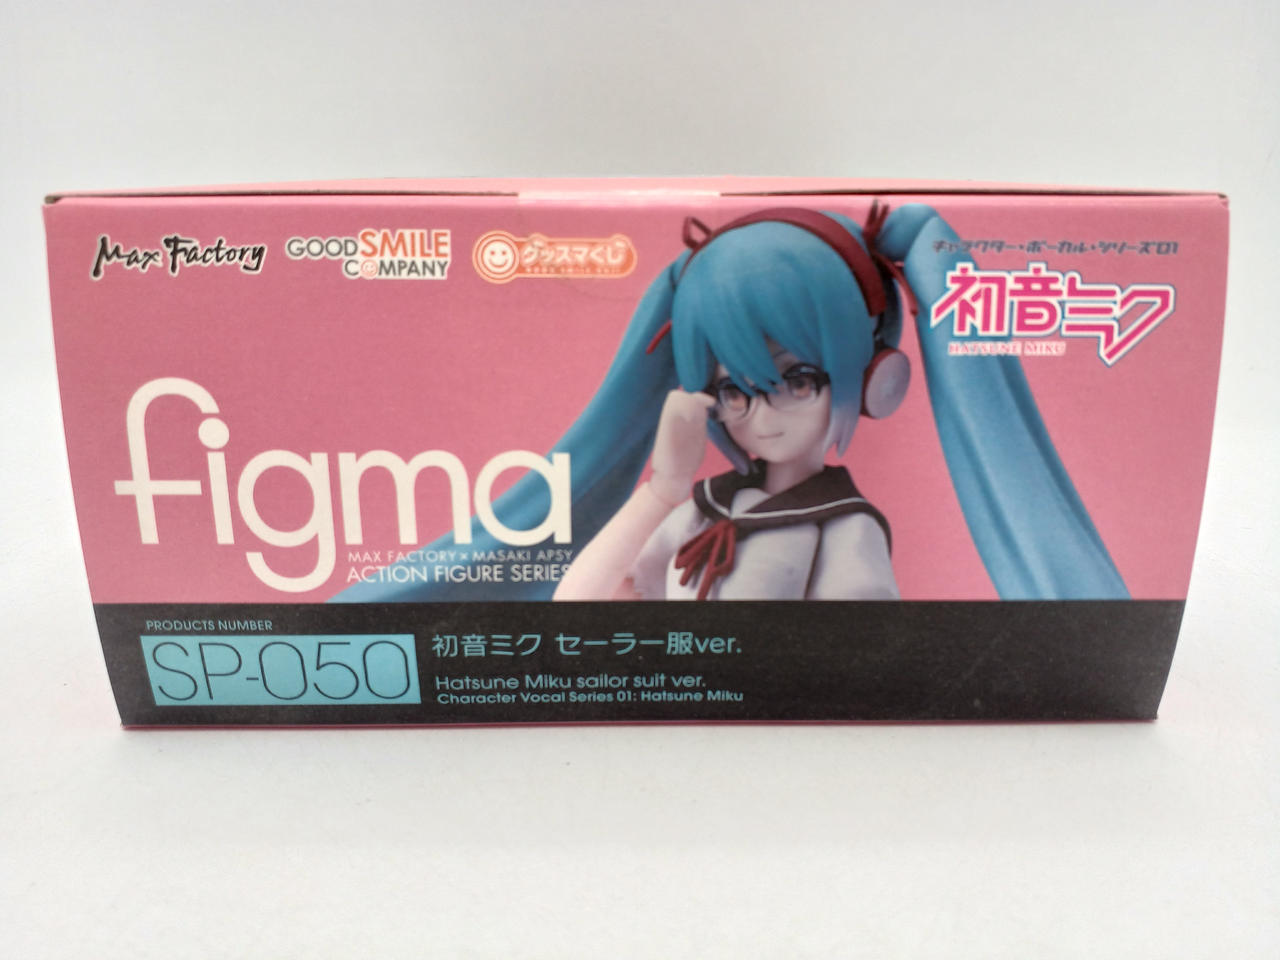 Max Factory
GOOD SMILE COMPANY
グッスマくじ
キャラクター・ボーカル・シリーズ01
初音ミク
HATSUNE MIKU
figma
MAX FACTORY × MASAKI APSY
ACTION FIGURE SERIES
PRODUCTS NUMBER
SP-050
初音ミク セーラー服ver.
Hatsune Miku sailor suit ver.
Character Vocal Series 01: Hatsune Miku